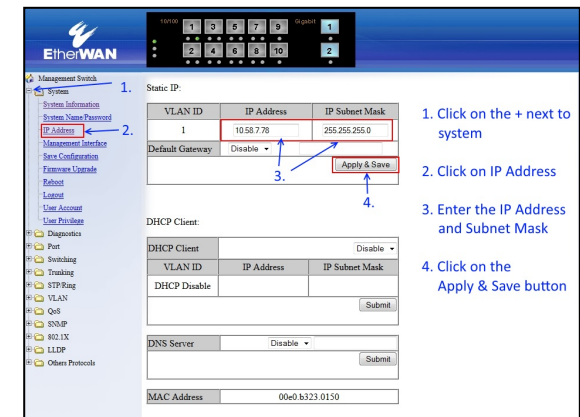 10/100
1 3 5 7 9
Gigabit
1
2 4 6 8 10
2
EtherWAN
Management Switch
System
1.
System Information
System Name/Password
IP Address
2.
Management Interface
Save Configuration
Firmware Upgrade
Reboot
Logout
User Account
User Privilege
Diagnostics
Port
Switching
Trunking
STP/Ring
VLAN
QoS
SNMP
802.1X
LLDP
Others Protocols
Static IP:
VLAN ID IP Address IP Subnet Mask
1 10.58.7.78 255.255.255.0
Default Gateway Disable
3.
Apply & Save
4.
DHCP Client:
DHCP Client Disable
VLAN ID IP Address IP Subnet Mask
DHCP Disable
Submit
DNS Server Disable
Submit
MAC Address 00e0.b323.0150
1. Click on the + next to
system
2. Click on IP Address
3. Enter the IP Address
and Subnet Mask
4. Click on the
Apply & Save button